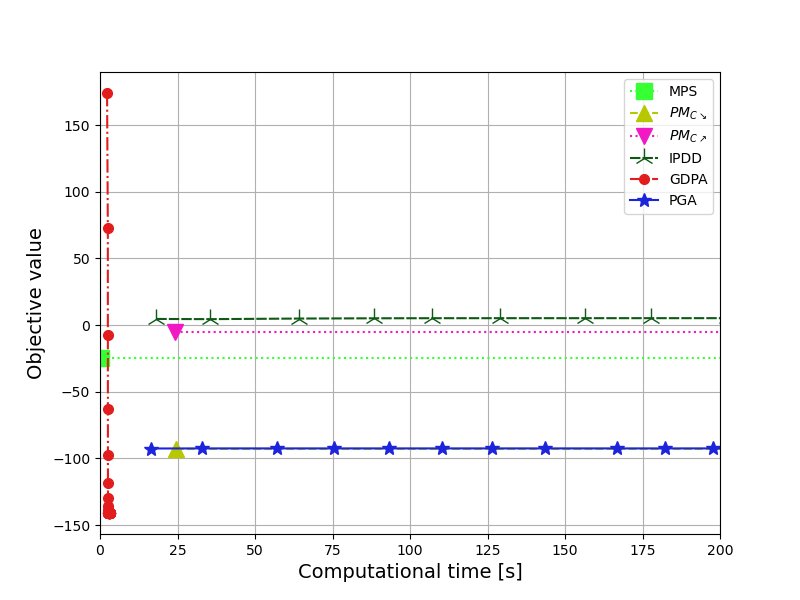 MPS
PM_{C↘}
PM_{C↗}
IPDD
GDPA
PGA
Objective value
150
100
50
0
−50
−100
−150
0 25 50 75 100 125 150 175 200
Computational time [s]